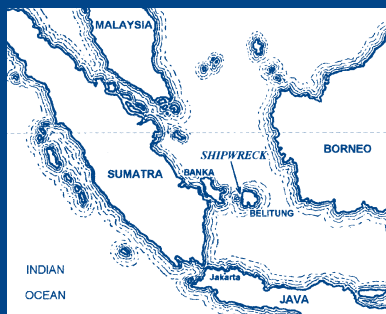 MALAYSIA
SHIPWRECK
BORNEO
SUMATRA
BANKA
BELITUNG
INDIAN
OCEAN
Jakarta
JAVA